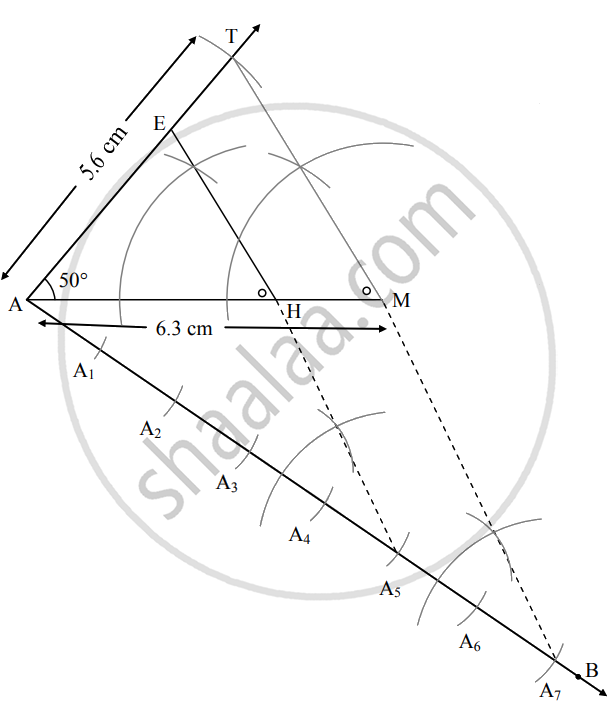 T
E
5.6 cm
50°
A
H
M
6.3 cm
A₁
A₂
A₃
A₄
A₅
A₆
A₇
B
shaalaa.com